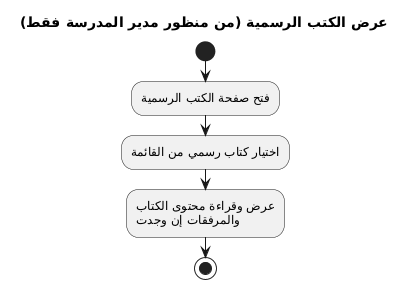 عرض الكتب الرسمية (من منظور مدير المدرسة فقط)
فتح صفحة الكتب الرسمية
اختيار كتاب رسمي من القائمة
عرض وقراءة محتوى الكتاب
والمرفقات إن وجدت